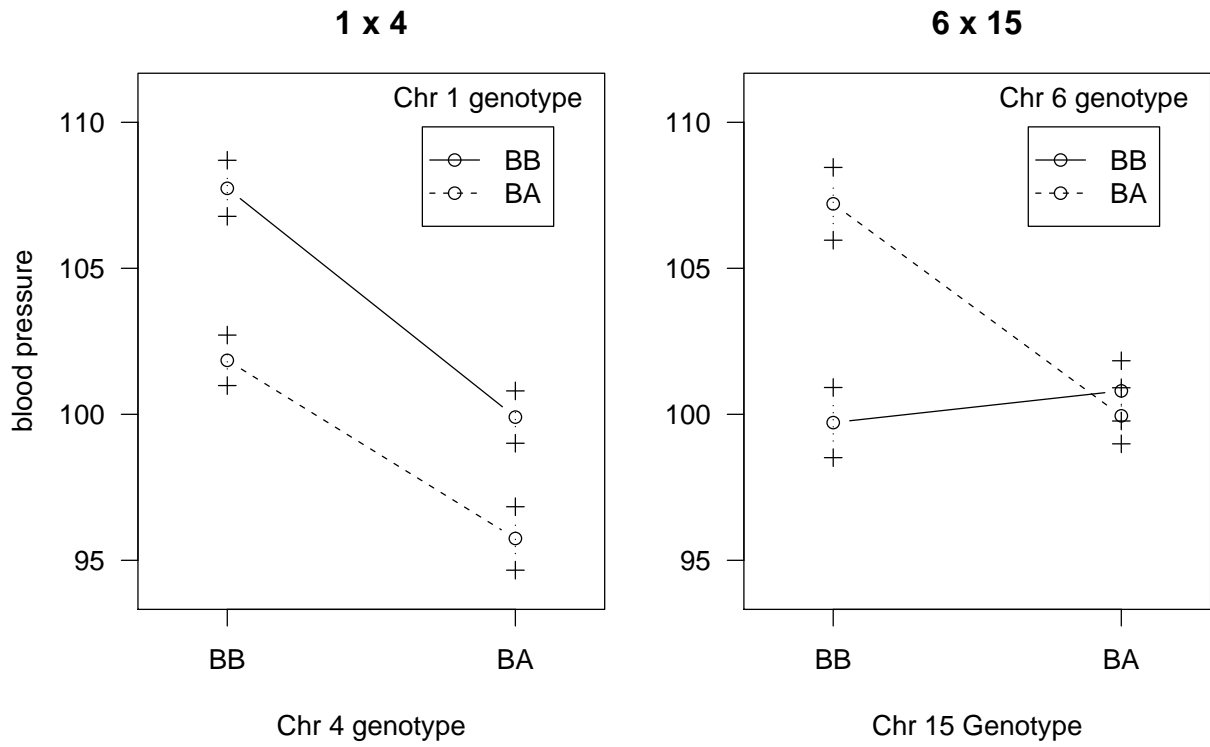 1 x 4
Chr 1 genotype
BB
BA
110
105
100
95
blood pressure
BB
BA
Chr 4 genotype
6 x 15
Chr 6 genotype
BB
BA
110
105
100
95
BB
BA
Chr 15 Genotype